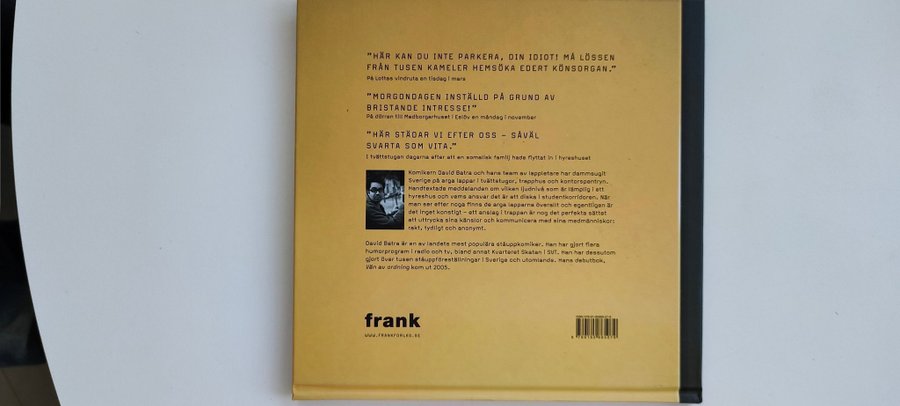 "HÄR KAN DU INTE PARKERA, DIN IDIOT! MÅ LÖSSEN
FRÅN TUSEN KAMELER HEMSÖKA EDERT KÖNSORGAN."
På Lottas vindruta en tisdag i mars
"MORGONDAGEN INSTÄLLD PÅ GRUND AV
BRISTANDE INTRESSE!"
På dörren till Medborgarhuset i Eslöv en måndag i november
"HÄR STÄDAR VI EFTER OSS – SÅVÄL
SVARTA SOM VITA."
I tvättstugan dagarna efter att en somalisk familj hade flyttat in i hyreshuset
Komikern David Batra och hans team av lappletare har dammsugit
Sverige på arga lappar i tvättstugor, trapphus och kontorspentryn.
Handtextade meddelanden om vilken ljudnivå som är lämplig i ett
hyreshus och vems ansvar det är att diska i studentkorridoren. När
man ser efter noga finns de arga lapparna överallt och egentligen är
det inget konstigt – ett anslag i trappan är nog det perfekta sättet
att uttrycka sina känslor och kommunicera med sina medmänniskor:
rakt, tydligt och anonymt.
David Batra är en av landets mest populära ståuppkomiker. Han har gjort flera
humorprogram i radio och tv, bland annat Kvarteret Skatan i SVT. Han har dessutom
gjort över tusen ståuppföreställningar i Sverige och utomlands. Hans debutbok,
Vän av ordning kom ut 2005.
frank
WWW.FRANKFORLAG.SE